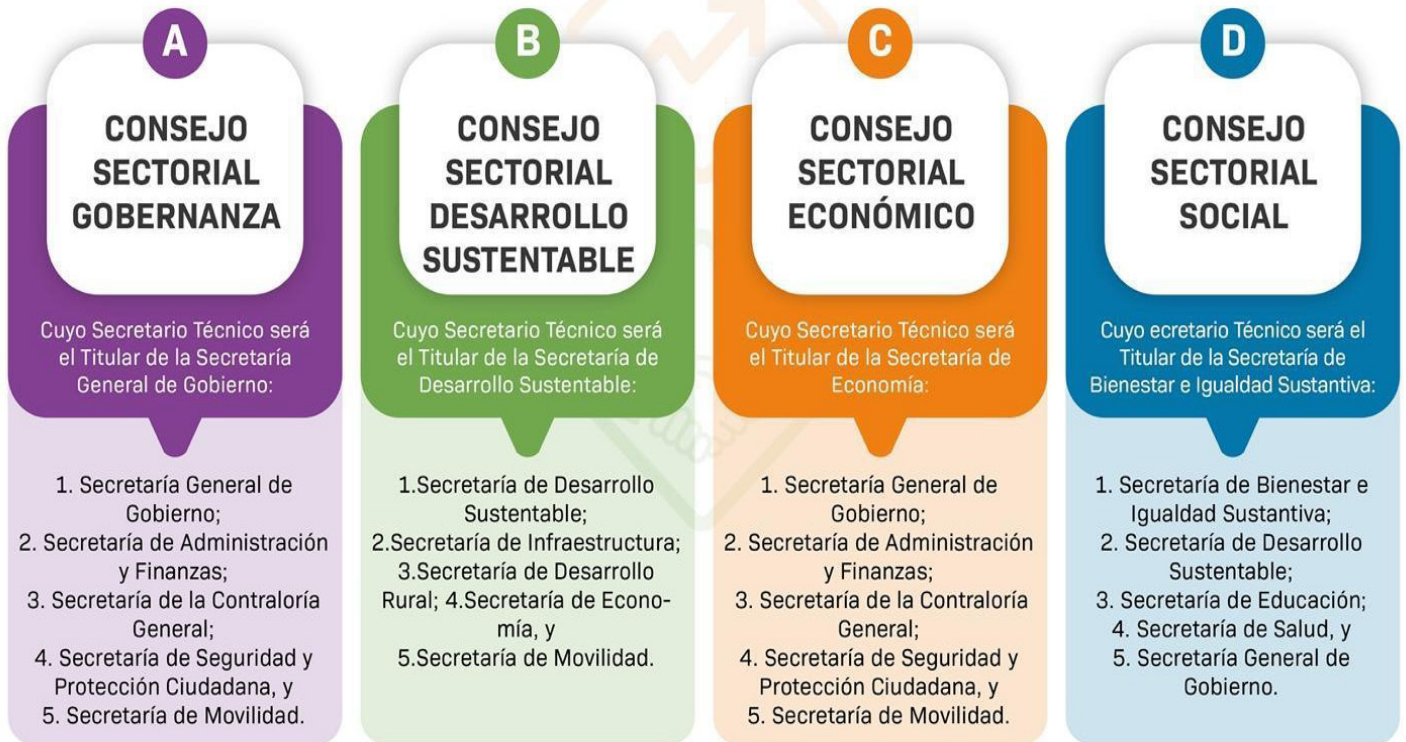 A
CONSEJO
SECTORIAL
GOBERNANZA
Cuyo Secretario Técnico será
el Titular de la Secretaría
General de Gobierno:
1. Secretaría General de
Gobierno;
2. Secretaría de Administración
y Finanzas;
3. Secretaría de la Contraloría
General;
4. Secretaría de Seguridad y
Protección Ciudadana, y
5. Secretaría de Movilidad.
B
CONSEJO
SECTORIAL
DESARROLLO
SUSTENTABLE
Cuyo Secretario Técnico será
el Titular de la Secretaría de
Desarrollo Sustentable:
1.Secretaría de Desarrollo
Sustentable;
2.Secretaría de Infraestructura;
3.Secretaría de Desarrollo
Rural; 4.Secretaría de Econo-
mía, y
5.Secretaría de Movilidad.
C
CONSEJO
SECTORIAL
ECONÓMICO
Cuyo Secretario Técnico será
el Titular de la Secretaría de
Economía:
1. Secretaría General de
Gobierno;
2. Secretaría de Administración
y Finanzas;
3. Secretaría de la Contraloría
General;
4. Secretaría de Seguridad y
Protección Ciudadana, y
5. Secretaría de Movilidad.
D
CONSEJO
SECTORIAL
SOCIAL
Cuyo ecretario Técnico será el
Titular de la Secretaría de
Bienestar e Igualdad Sustantiva:
1. Secretaría de Bienestar e
Igualdad Sustantiva;
2. Secretaría de Desarrollo
Sustentable;
3. Secretaría de Educación;
4. Secretaría de Salud, y
5. Secretaría General de
Gobierno.